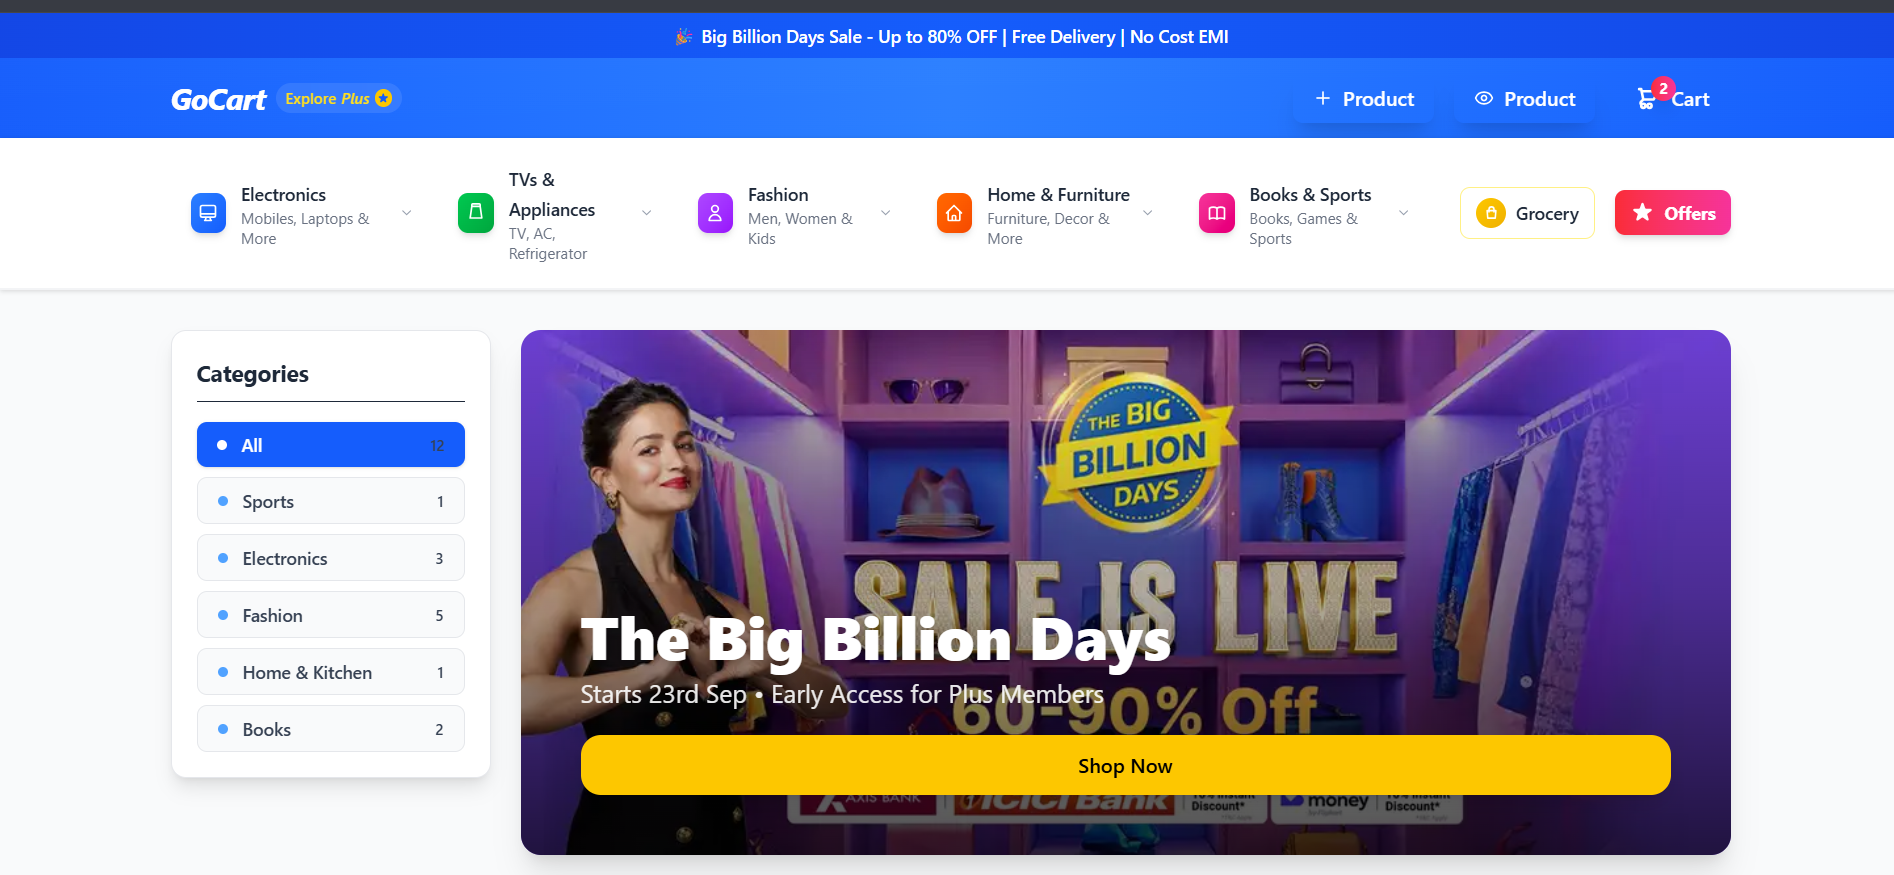 🎉 Big Billion Days Sale - Up to 80% OFF | Free Delivery | No Cost EMI
GoCart
Explore Plus
+ Product
Product
2
Cart
Electronics
Mobiles, Laptops &
More
TVs &
Appliances
TV, AC,
Refrigerator
Fashion
Men, Women &
Kids
Home & Furniture
Furniture, Decor &
More
Books & Sports
Books, Games &
Sports
Grocery
Offers
Categories
All 12
Sports 1
Electronics 3
Fashion 5
Home & Kitchen 1
Books 2
THE BIG
BILLION
DAYS
SALE IS LIVE
The Big Billion Days
Starts 23rd Sep • Early Access for Plus Members
60-90% Off
Shop Now
AXIS BANK
ICICI Bank
10% Instant
Discount*
money
10% Instant
Discount*